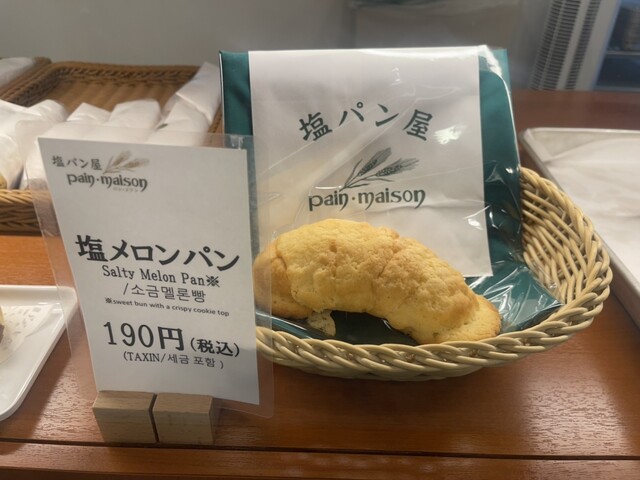 塩パン屋
pain・maison
塩メロンパン
Salty Melon Pan※
/소금멜론빵
※sweet bun with a crispy cookie top
190円(税込)
(TAXIN/세금 포함)
塩パン屋
pain・maison